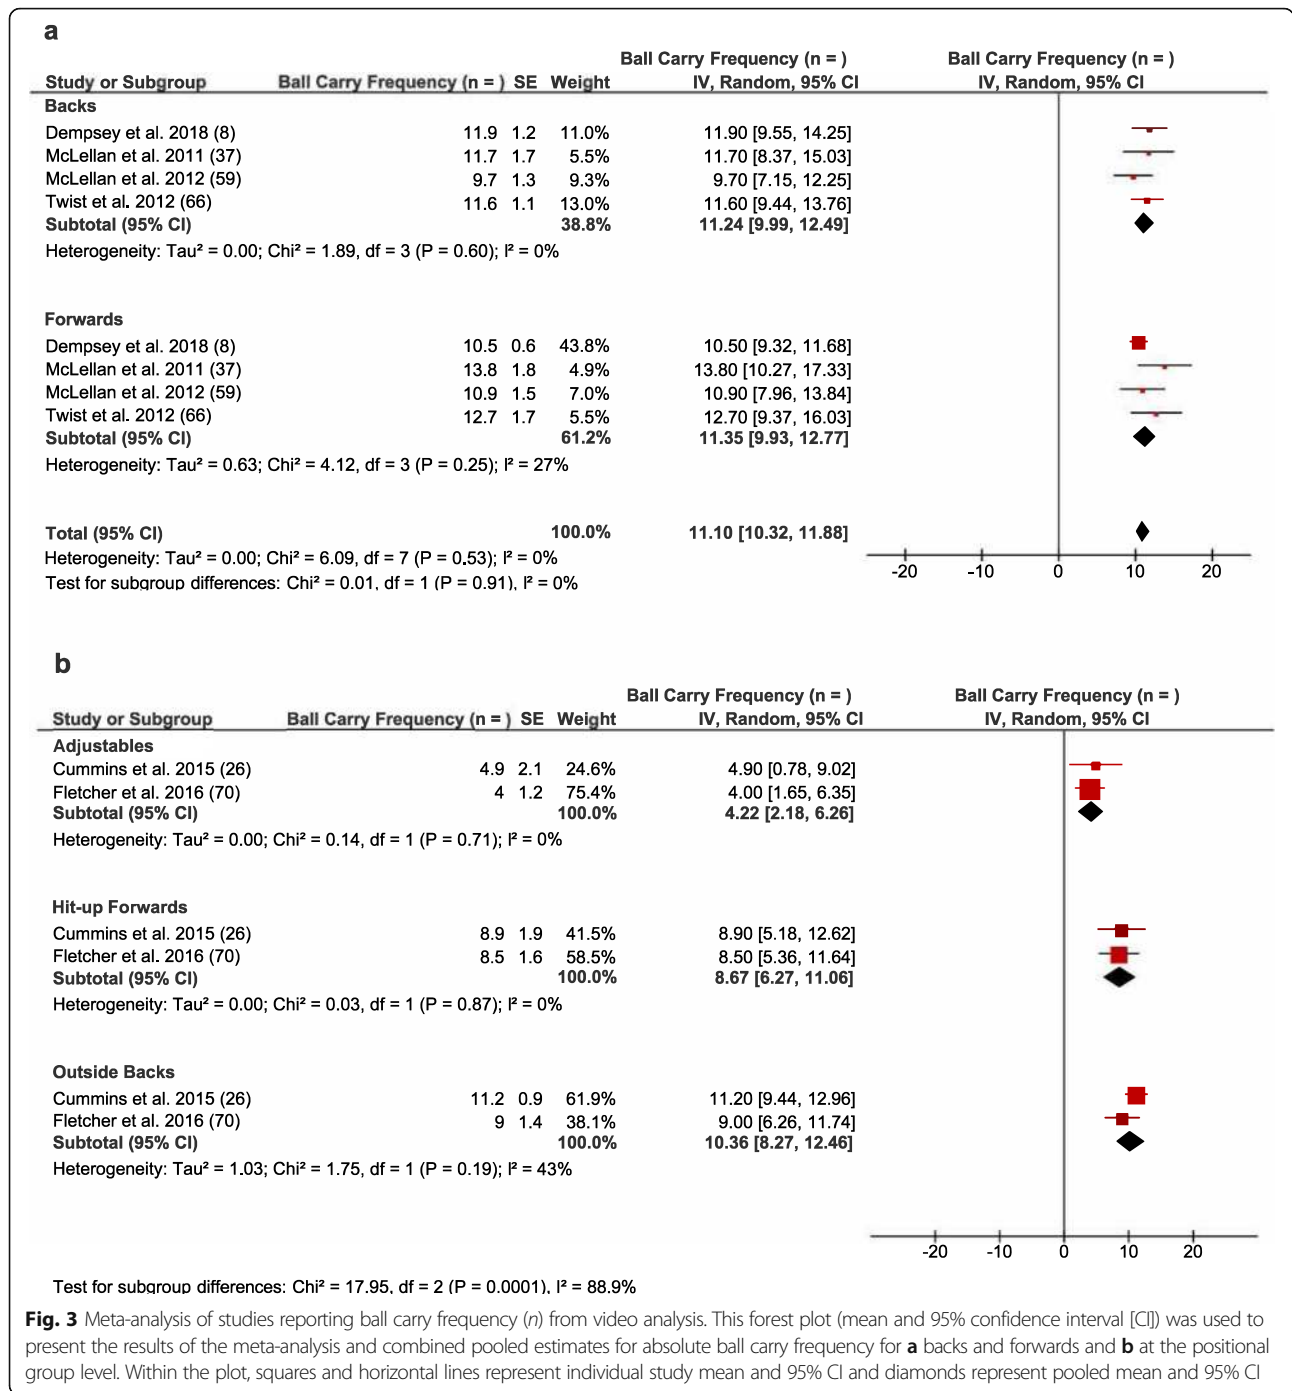 a
Ball Carry Frequency (n = ) Ball Carry Frequency (n = )
Study or Subgroup Ball Carry Frequency (n = ) SE Weight IV, Random, 95% CI IV, Random, 95% CI
Backs
Dempsey et al. 2018 (8) 11.9 1.2 11.0% 11.90 [9.55, 14.25]
McLellan et al. 2011 (37) 11.7 1.7 5.5% 11.70 [8.37, 15.03]
McLellan et al. 2012 (59) 9.7 1.3 9.3% 9.70 [7.15, 12.25]
Twist et al. 2012 (66) 11.6 1.1 13.0% 11.60 [9.44, 13.76]
Subtotal (95% CI) 38.8% 11.24 [9.99, 12.49]
Heterogeneity: Tau² = 0.00; Chi² = 1.89, df = 3 (P = 0.60); I² = 0%
Forwards
Dempsey et al. 2018 (8) 10.5 0.6 43.8% 10.50 [9.32, 11.68]
McLellan et al. 2011 (37) 13.8 1.8 4.9% 13.80 [10.27, 17.33]
McLellan et al. 2012 (59) 10.9 1.5 7.0% 10.90 [7.96, 13.84]
Twist et al. 2012 (66) 12.7 1.7 5.5% 12.70 [9.37, 16.03]
Subtotal (95% CI) 61.2% 11.35 [9.93, 12.77]
Heterogeneity: Tau² = 0.63; Chi² = 4.12, df = 3 (P = 0.25); I² = 27%
Total (95% CI) 100.0% 11.10 [10.32, 11.88]
Heterogeneity: Tau² = 0.00; Chi² = 6.09, df = 7 (P = 0.53); I² = 0%
Test for subgroup differences: Chi² = 0.01, df = 1 (P = 0.91), I² = 0%
-20 -10 0 10 20
b
Ball Carry Frequency (n = ) Ball Carry Frequency (n = )
Study or Subgroup Ball Carry Frequency (n = ) SE Weight IV, Random, 95% CI IV, Random, 95% CI
Adjustables
Cummins et al. 2015 (26) 4.9 2.1 24.6% 4.90 [0.78, 9.02]
Fletcher et al. 2016 (70) 4 1.2 75.4% 4.00 [1.65, 6.35]
Subtotal (95% CI) 100.0% 4.22 [2.18, 6.26]
Heterogeneity: Tau² = 0.00; Chi² = 0.14, df = 1 (P = 0.71); I² = 0%
Hit-up Forwards
Cummins et al. 2015 (26) 8.9 1.9 41.5% 8.90 [5.18, 12.62]
Fletcher et al. 2016 (70) 8.5 1.6 58.5% 8.50 [5.36, 11.64]
Subtotal (95% CI) 100.0% 8.67 [6.27, 11.06]
Heterogeneity: Tau² = 0.00; Chi² = 0.03, df = 1 (P = 0.87); I² = 0%
Outside Backs
Cummins et al. 2015 (26) 11.2 0.9 61.9% 11.20 [9.44, 12.96]
Fletcher et al. 2016 (70) 9 1.4 38.1% 9.00 [6.26, 11.74]
Subtotal (95% CI) 100.0% 10.36 [8.27, 12.46]
Heterogeneity: Tau² = 1.03; Chi² = 1.75, df = 1 (P = 0.19); I² = 43%
-20 -10 0 10 20
Test for subgroup differences: Chi² = 17.95, df = 2 (P = 0.0001), I² = 88.9%
Fig. 3 Meta-analysis of studies reporting ball carry frequency (n) from video analysis. This forest plot (mean and 95% confidence interval [CI]) was used to
present the results of the meta-analysis and combined pooled estimates for absolute ball carry frequency for a backs and forwards and b at the positional
group level. Within the plot, squares and horizontal lines represent individual study mean and 95% CI and diamonds represent pooled mean and 95% CI